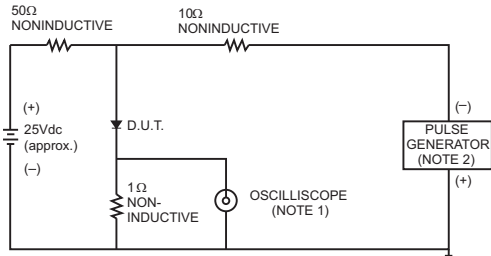 50Ω
NONINDUCTIVE
10Ω
NONINDUCTIVE
(+)
25Vdc
(approx.)
(–)
D.U.T.
1Ω
NON-
INDUCTIVE
OSCILLISCOPE
(NOTE 1)
(–)
PULSE
GENERATOR
(NOTE 2)
(+)